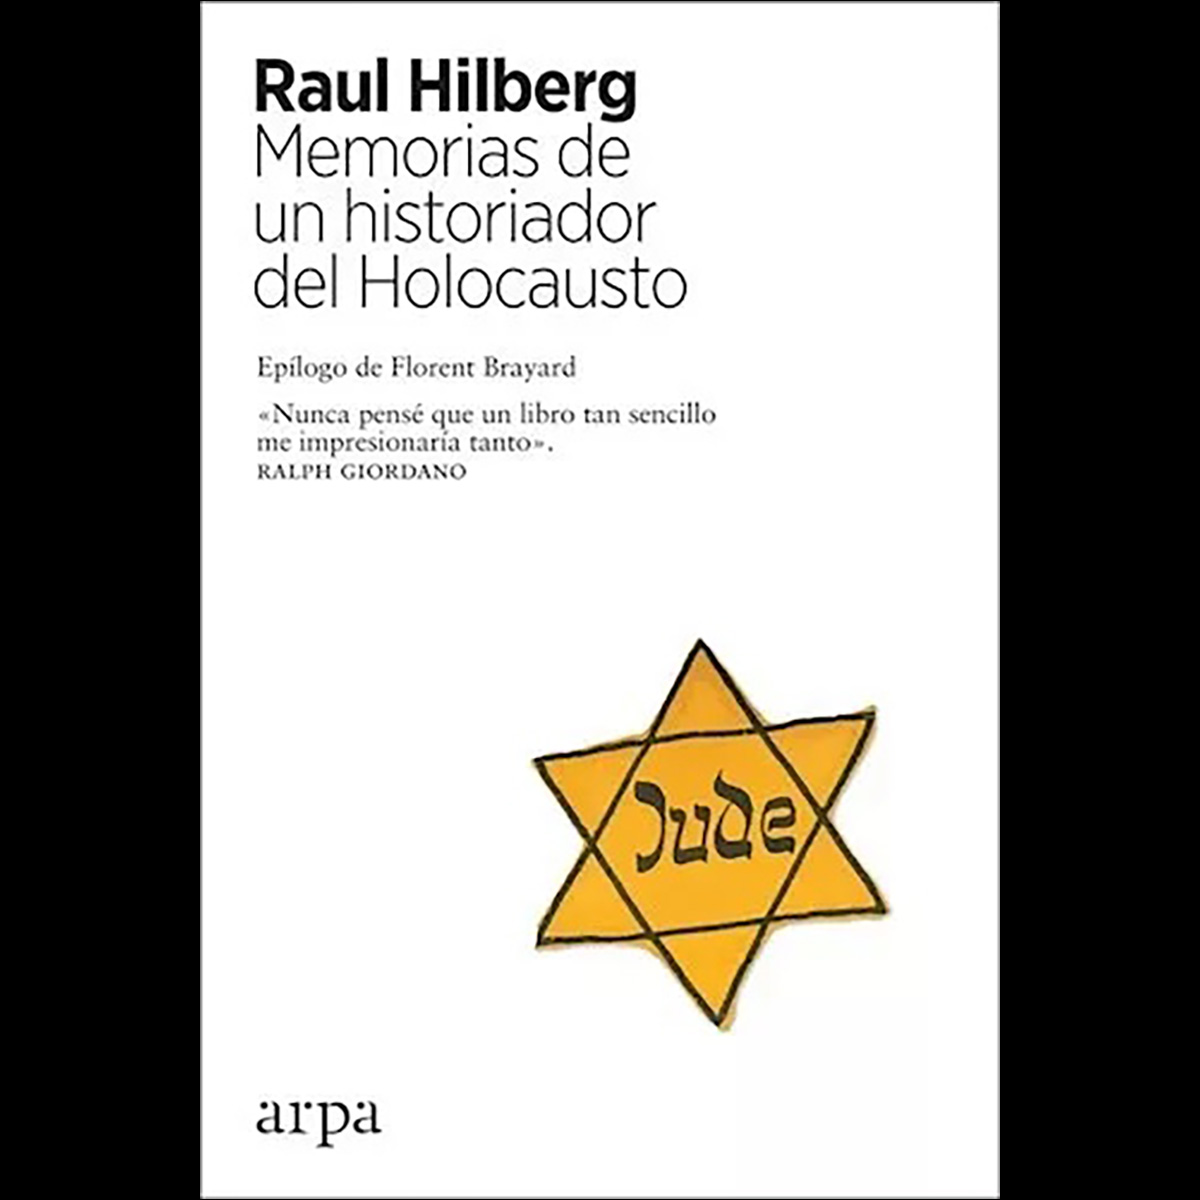 Raul Hilberg
Memorias de
un historiador
del Holocausto
Epílogo de Florent Brayard
«Nunca pensé que un libro tan sencillo
me impresionaría tanto».
RALPH GIORDANO
Jude
arpa